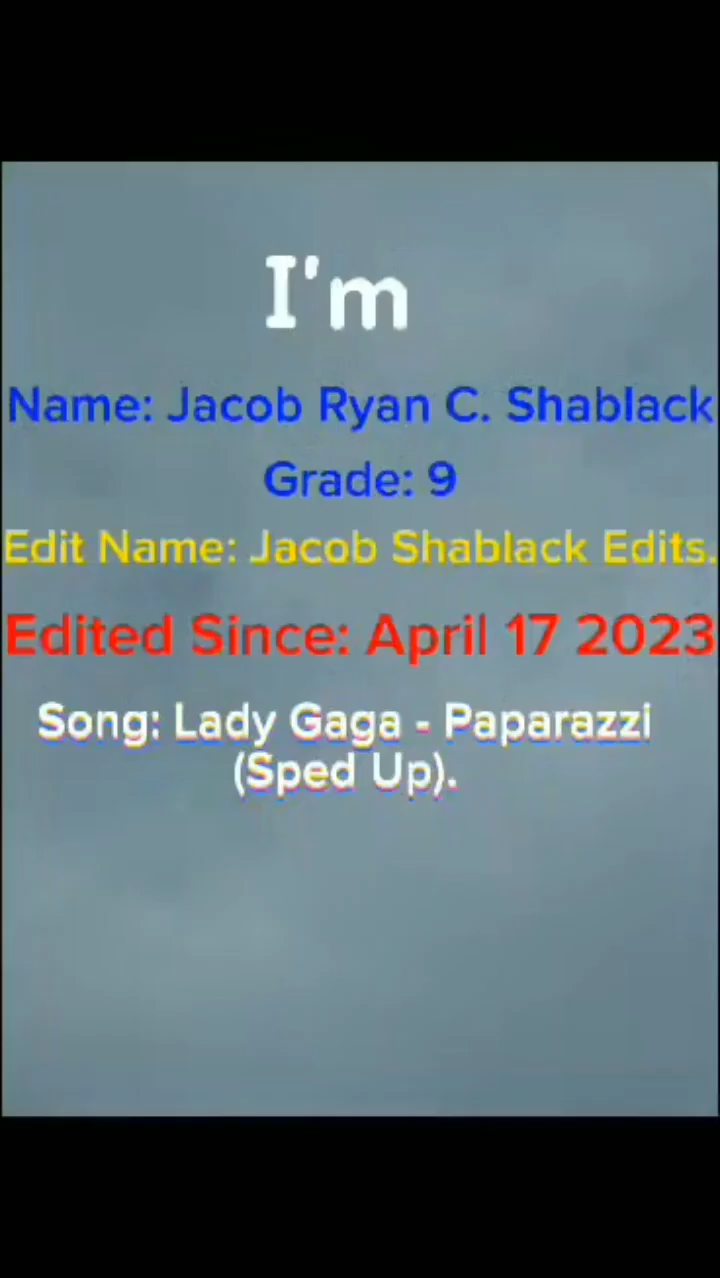 I'm
Name: Jacob Ryan C. Shablack
Grade: 9
Edit Name: Jacob Shablack Edits.
Edited Since: April 17 2023
Song: Lady Gaga - Paparazzi
(Sped Up).